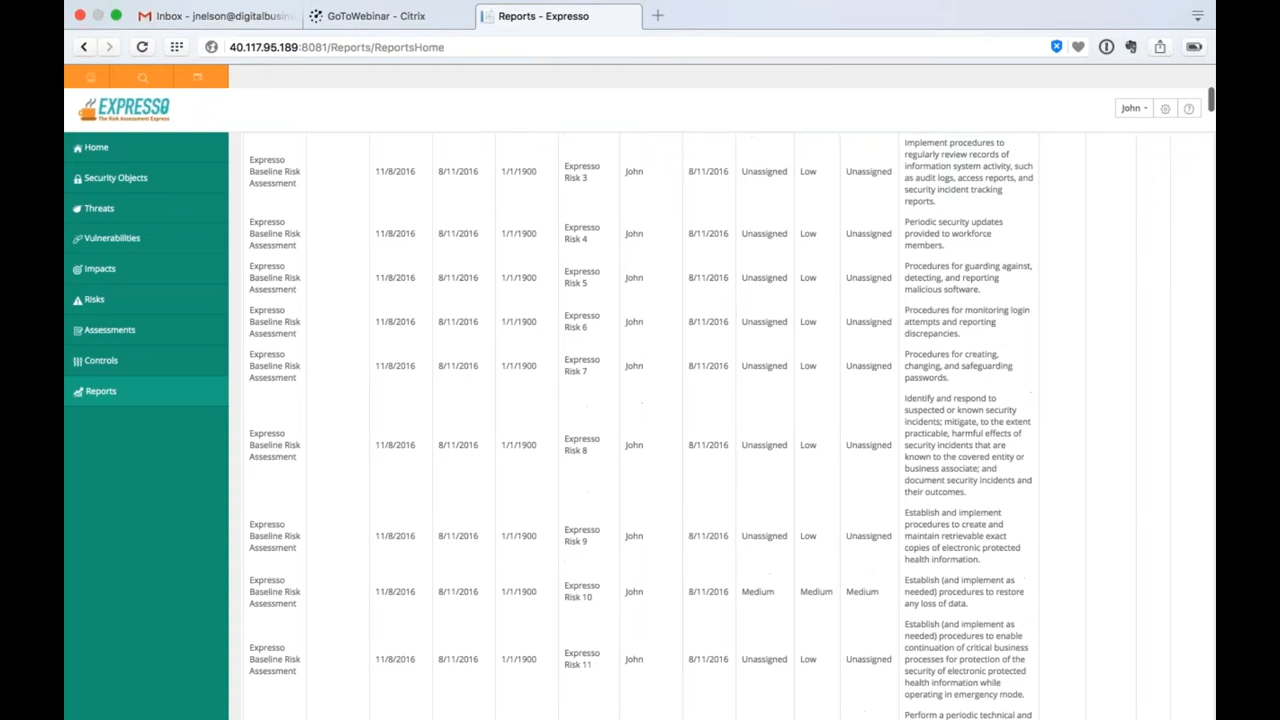 Inbox - jnelson@digitalbusin
GoToWebinar - Citrix
Reports - Expresso
40.117.95.189:8081/Reports/ReportsHome
EXPRESSO
The Risk Assessment Express
John
Home
Security Objects
Threats
Vulnerabilities
Impacts
Risks
Assessments
Controls
Reports
Expresso
Baseline Risk
Assessment
11/8/2016
8/11/2016
1/1/1900
Expresso
Risk 3
John
8/11/2016
Unassigned
Low
Unassigned
Implement procedures to
regularly review records of
information system activity, such
as audit logs, access reports, and
security incident tracking
reports.
Expresso
Baseline Risk
Assessment
11/8/2016
8/11/2016
1/1/1900
Expresso
Risk 4
John
8/11/2016
Unassigned
Low
Unassigned
Periodic security updates
provided to workforce
members.
Expresso
Baseline Risk
Assessment
11/8/2016
8/11/2016
1/1/1900
Expresso
Risk 5
John
8/11/2016
Unassigned
Low
Unassigned
Procedures for guarding against,
detecting, and reporting
malicious software.
Expresso
Baseline Risk
Assessment
11/8/2016
8/11/2016
1/1/1900
Expresso
Risk 6
John
8/11/2016
Unassigned
Low
Unassigned
Procedures for monitoring login
attempts and reporting
discrepancies.
Expresso
Baseline Risk
Assessment
11/8/2016
8/11/2016
1/1/1900
Expresso
Risk 7
John
8/11/2016
Unassigned
Low
Unassigned
Procedures for creating,
changing, and safeguarding
passwords.
Expresso
Baseline Risk
Assessment
11/8/2016
8/11/2016
1/1/1900
Expresso
Risk 8
John
8/11/2016
Unassigned
Low
Unassigned
Identify and respond to
suspected or known security
incidents; mitigate, to the extent
practicable, harmful effects of
security incidents that are
known to the covered entity or
business associate; and
document security incidents and
their outcomes.
Expresso
Baseline Risk
Assessment
11/8/2016
8/11/2016
1/1/1900
Expresso
Risk 9
John
8/11/2016
Unassigned
Low
Unassigned
Establish and implement
procedures to create and
maintain retrievable exact
copies of electronic protected
health information.
Expresso
Baseline Risk
Assessment
11/8/2016
8/11/2016
1/1/1900
Expresso
Risk 10
John
8/11/2016
Medium
Medium
Medium
Establish (and implement as
needed) procedures to restore
any loss of data.
Expresso
Baseline Risk
Assessment
11/8/2016
8/11/2016
1/1/1900
Expresso
Risk 11
John
8/11/2016
Unassigned
Low
Unassigned
Establish (and implement as
needed) procedures to enable
continuation of critical business
processes for protection of the
security of electronic protected
health information while
operating in emergency mode.
Perform a periodic technical and